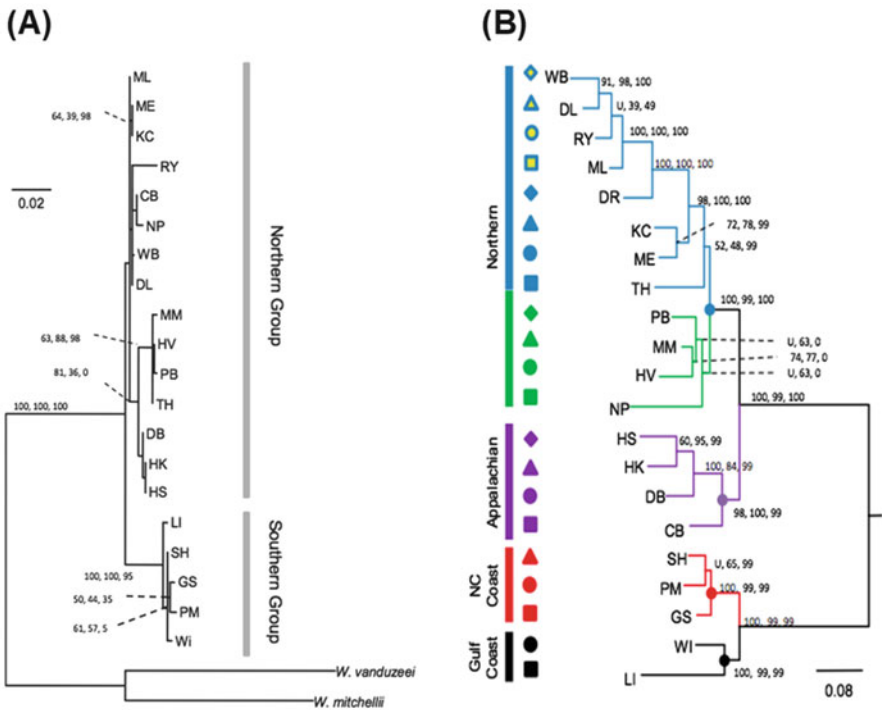 (A)
ML
ME
64, 39, 98
KC
RY
0.02
CB
NP
WB
DL
MM
63, 88, 98
HV
81, 36, 0
PB
TH
100, 100, 100
DB
HK
HS
Northern Group
LI
SH
100, 100, 95
GS
50, 44, 35
PM
61, 57, 5
Wi
Southern Group
W. vanduzeei
W. mitchellii
(B)
Northern
WB
91, 98, 100
DL
U, 39, 49
RY
100, 100, 100
ML
100, 100, 100
DR
98, 100, 100
KC
72, 78, 99
ME
52, 48, 99
TH
100, 99, 100
PB
U, 63, 0
MM
74, 77, 0
HV
U, 63, 0
100, 99, 100
NP
Appalachian
HS
60, 95, 99
HK
100, 84, 99
DB
98, 100, 99
CB
NC
Coast
SH
U, 65, 99
PM
100, 99, 99
GS
100, 99, 99
Gulf
Coast
WI
100, 99, 99
LI
0.08